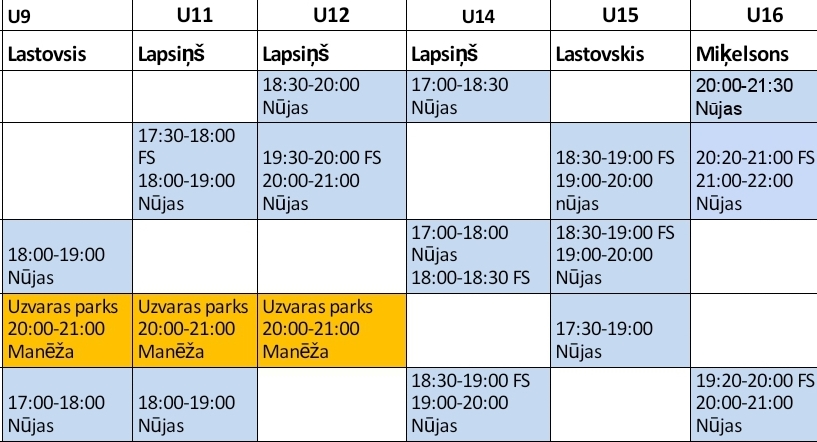 U9 U11 U12 U14 U15 U16
Lastovsis Lapsiņš Lapsiņš Lapsiņš Lastovskis Miķelsons
18:30-20:00 17:00-18:30 20:00-21:30
Nūjas Nūjas Nūjas
17:30-18:00
FS 19:30-20:00 FS 18:30-19:00 FS 20:20-21:00 FS
18:00-19:00 20:00-21:00 19:00-20:00 21:00-22:00
Nūjas Nūjas nūjas Nūjas
17:00-18:00 18:30-19:00 FS
18:00-19:00 Nūjas 19:00-20:00
Nūjas 18:00-18:30 FS Nūjas
Uzvaras parks Uzvaras parks Uzvaras parks
20:00-21:00 20:00-21:00 20:00-21:00 17:30-19:00
Manēža Manēža Manēža Nūjas
18:30-19:00 FS 19:20-20:00 FS
17:00-18:00 18:00-19:00 19:00-20:00 20:00-21:00
Nūjas Nūjas Nūjas Nūjas